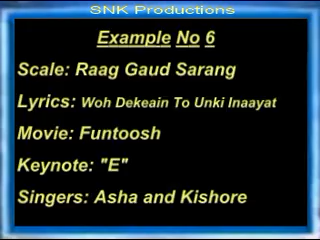 SNK Productions
Example No 6
Scale: Raag Gaud Sarang
Lyrics: Woh Dekeain To Unki Inaayat
Movie: Funtoosh
Keynote: "E"
Singers: Asha and Kishore